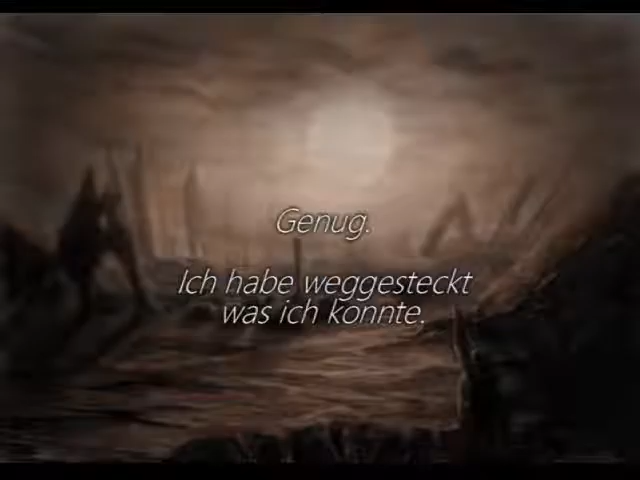 Genug.
Ich habe weggesteckt
was ich konnte.